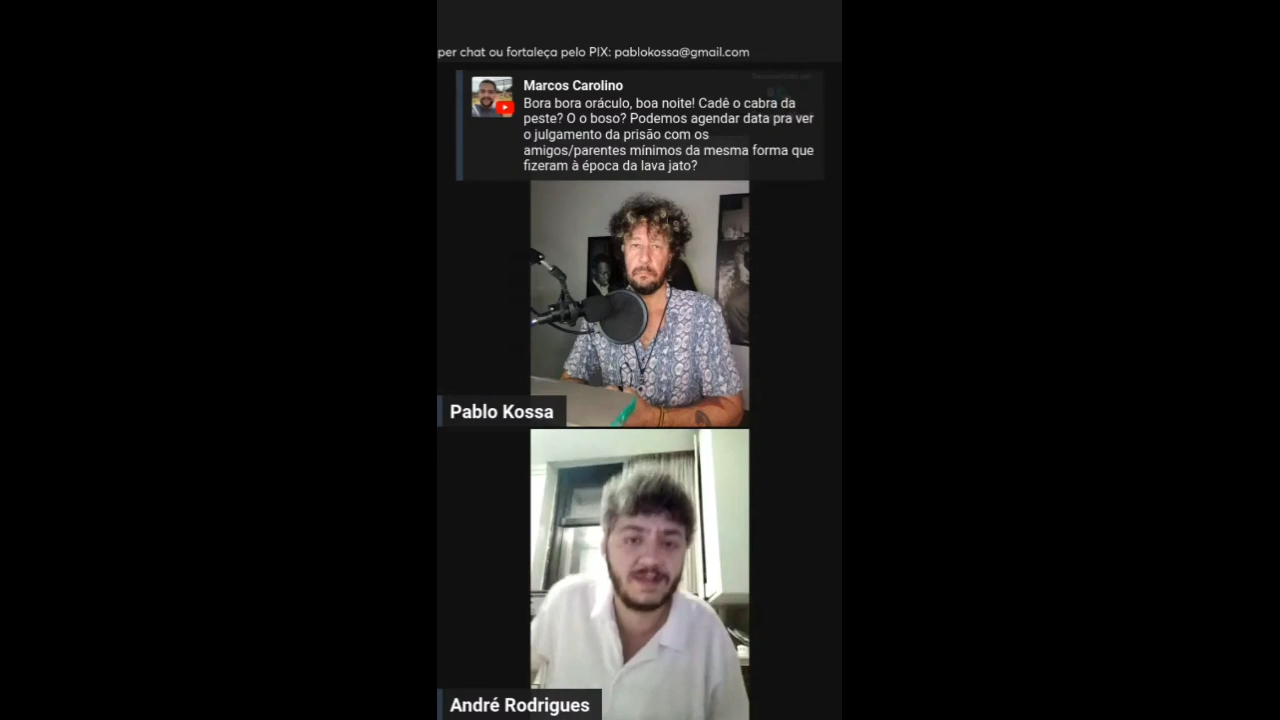 per chat ou fortaleça pelo PIX: pablokossa@gmail.com
Marcos Carolino
Bora bora oráculo, boa noite! Cadê o cabra da
peste? O o boso? Podemos agendar data pra ver
o julgamento da prisão com os
amigos/parentes mínimos da mesma forma que
fizeram à época da lava jato?
Pablo Kossa
André Rodrigues